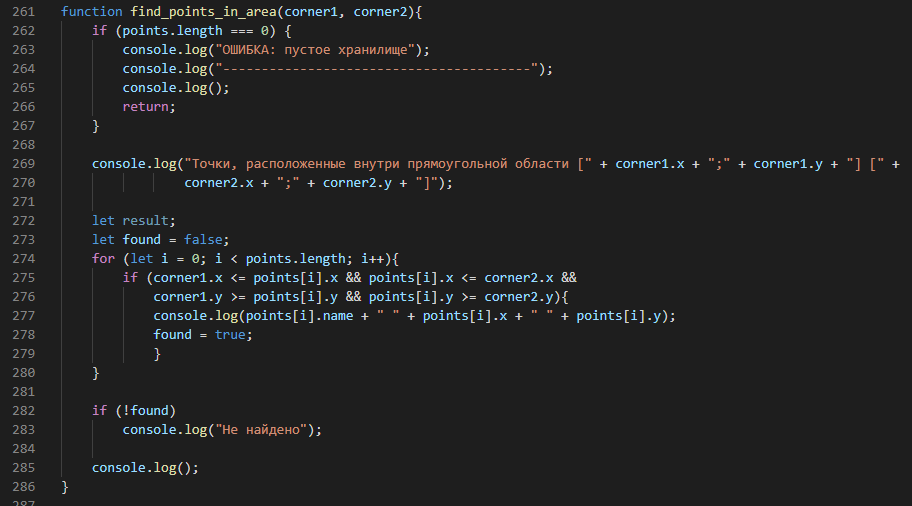 261 function find_points_in_area(corner1, corner2){
262     if (points.length === 0) {
263         console.log("ОШИБКА: пустое хранилище");
264         console.log("----------------------------------------");
265         console.log();
266         return;
267     }
268
269     console.log("Точки, расположенные внутри прямоугольной области [" + corner1.x + ";" + corner1.y + "] [" +
270                 corner2.x + ";" + corner2.y + "]");
271
272     let result;
273     let found = false;
274     for (let i = 0; i < points.length; i++){
275         if (corner1.x <= points[i].x && points[i].x <= corner2.x &&
276             corner1.y >= points[i].y && points[i].y >= corner2.y){
277             console.log(points[i].name + " " + points[i].x + " " + points[i].y);
278             found = true;
279             }
280     }
281
282     if (!found)
283         console.log("Не найдено");
284
285     console.log();
286 }
287